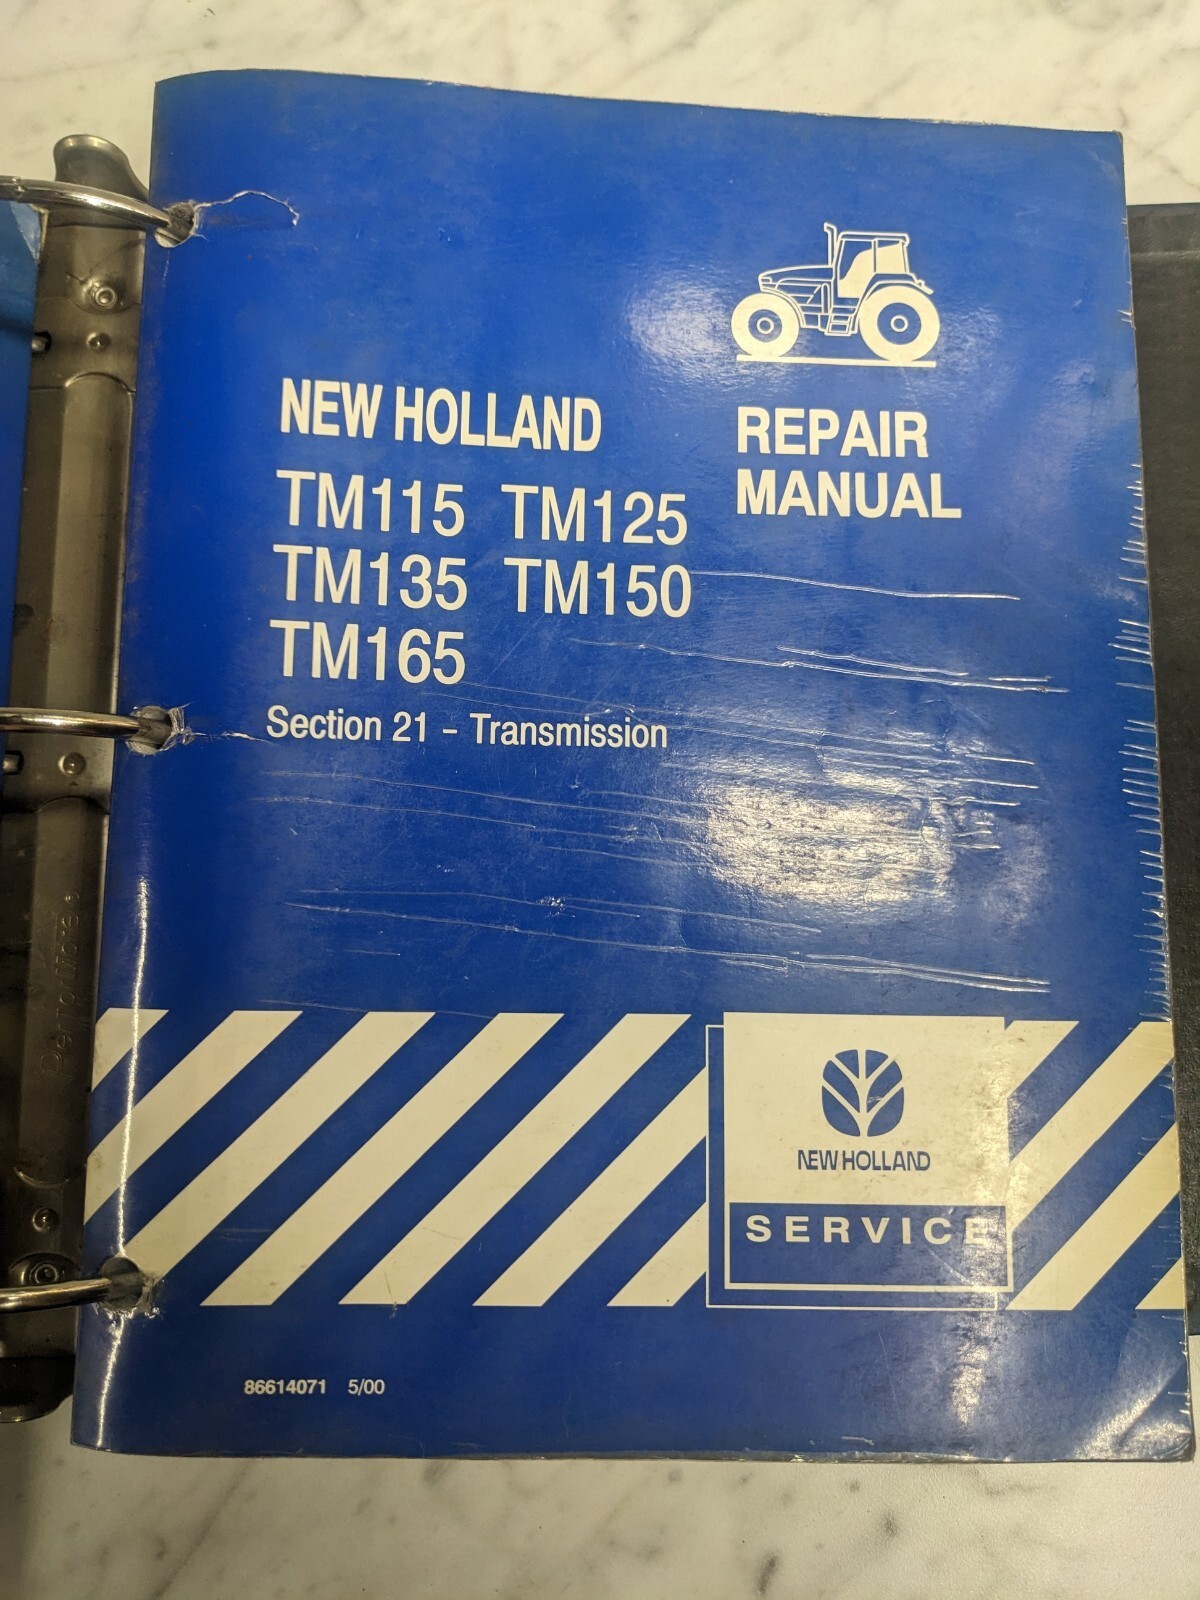 NEW HOLLAND
TM115 TM125
TM135 TM150
TM165
Section 21 - Transmission
REPAIR
MANUAL
NEW HOLLAND
SERVICE
86614071 5/00